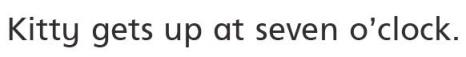 Kitty gets up at seven o’clock.